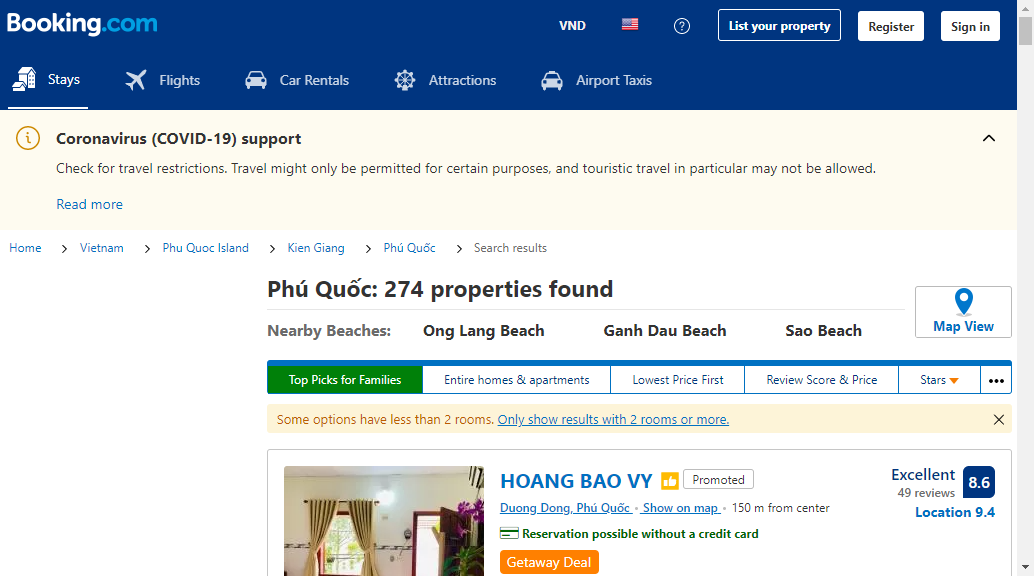 Booking.com
VND
List your property
Register
Sign in
Stays
Flights
Car Rentals
Attractions
Airport Taxis
Coronavirus (COVID-19) support
Check for travel restrictions. Travel might only be permitted for certain purposes, and touristic travel in particular may not be allowed.
Read more
Home > Vietnam > Phu Quoc Island > Kien Giang > Phú Quốc > Search results
Phú Quốc: 274 properties found
Map View
Nearby Beaches: Ong Lang Beach Ganh Dau Beach Sao Beach
Top Picks for Families
Entire homes & apartments
Lowest Price First
Review Score & Price
Stars
•••
Some options have less than 2 rooms. Only show results with 2 rooms or more.
HOANG BAO VY
Promoted
Excellent
49 reviews
8.6
Location 9.4
Duong Dong, Phú Quốc • Show on map • 150 m from center
Reservation possible without a credit card
Getaway Deal